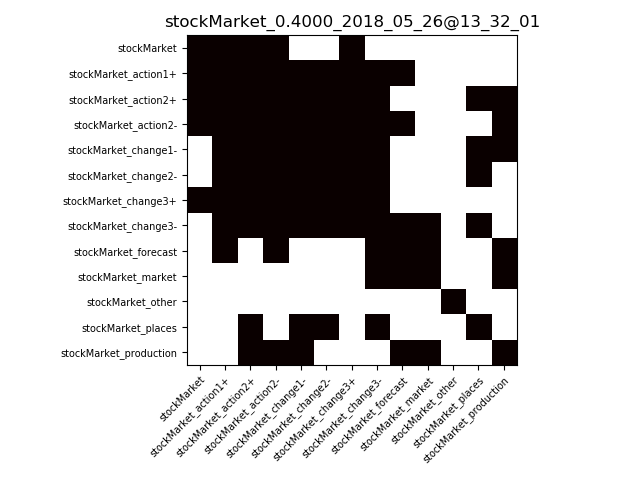 stockMarket_0.4000_2018_05_26@13_32_01
stockMarket
stockMarket_action1+
stockMarket_action2+
stockMarket_action2-
stockMarket_change1-
stockMarket_change2-
stockMarket_change3+
stockMarket_change3-
stockMarket_forecast
stockMarket_market
stockMarket_other
stockMarket_places
stockMarket_production
stockMarket
stockMarket_action1+
stockMarket_action2+
stockMarket_action2-
stockMarket_change1-
stockMarket_change2-
stockMarket_change3+
stockMarket_change3-
stockMarket_forecast
stockMarket_market
stockMarket_other
stockMarket_places
stockMarket_production